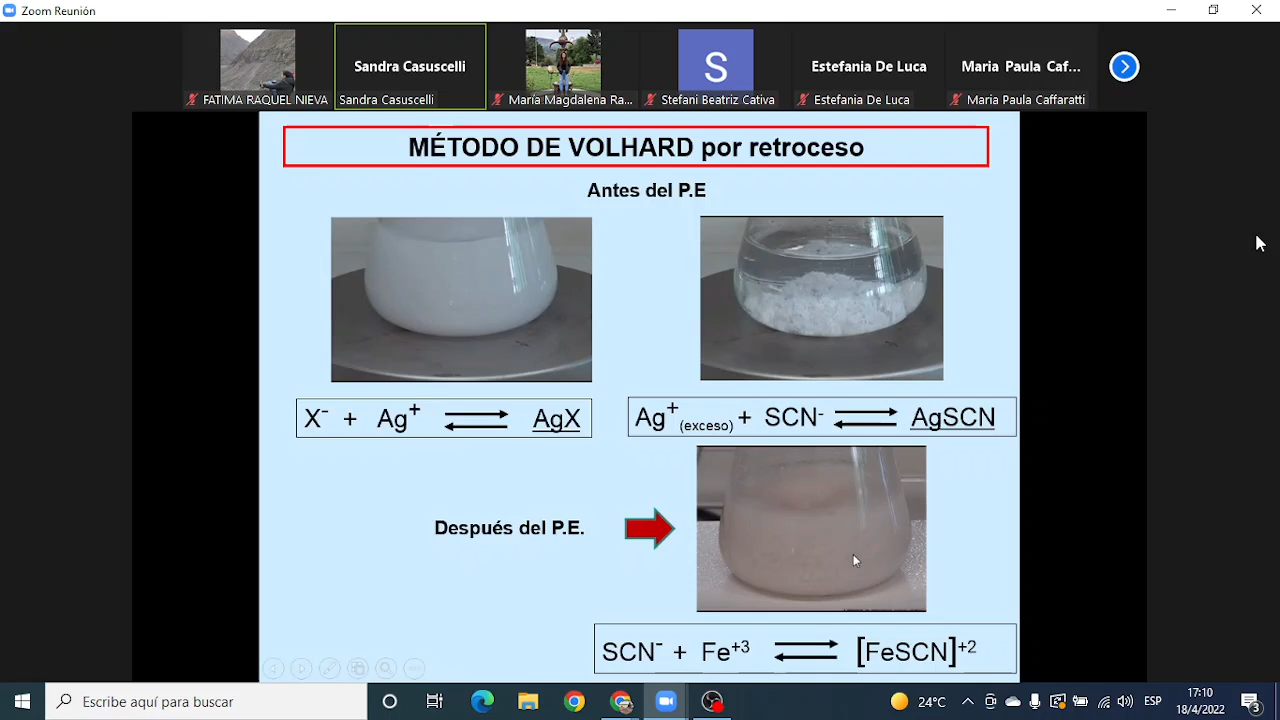 Zoom Reunión
Sandra Casuscelli
Estefania De Luca
Maria Paula Caf...
S
FATIMA RAQUEL NIEVA
Sandra Casuscelli
María Magdalena Ra...
Stefani Beatriz Cativa
Estefania De Luca
Maria Paula Caffaratti
MÉTODO DE VOLHARD por retroceso
Antes del P.E
X⁻ + Ag⁺ ⇌ AgX
Ag⁺(exceso) + SCN⁻ ⇌ AgSCN
Después del P.E.
SCN⁻ + Fe⁺³ ⇌ [FeSCN]⁺²
Escribe aquí para buscar
24°C
ESP
17:10
18/4/2022
3